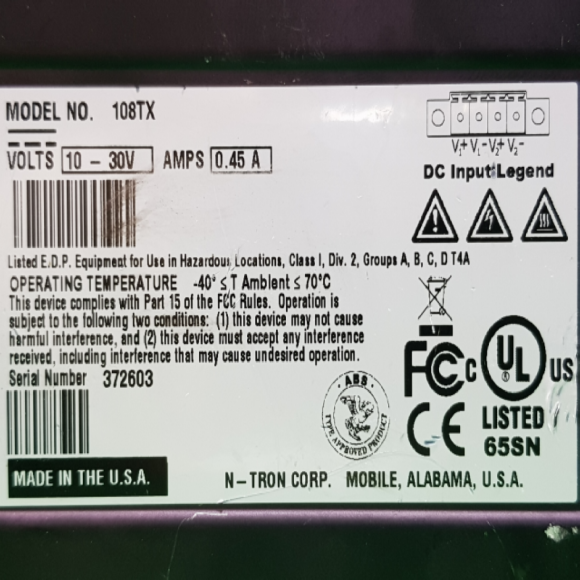 MODEL NO. 108TX
VOLTS 10 - 30V AMPS 0.45 A
V1+ V1- V2+ V2-
DC Input Legend
Listed E.D.P. Equipment for Use in Hazardous Locations, Class I, Div. 2, Groups A, B, C, D T4A
OPERATING TEMPERATURE -40° ≤ T Ambient ≤ 70°C
This device complies with Part 15 of the FCC Rules. Operation is
subject to the following two conditions: (1) this device may not cause
harmful interference, and (2) this device must accept any interference
received, including interference that may cause undesired operation.
Serial Number 372603
FCC
C UL US
® 
ABS
TYPE APPROVED PRODUCT
CE
LISTED
65SN
MADE IN THE U.S.A.
N-TRON CORP. MOBILE, ALABAMA, U.S.A.